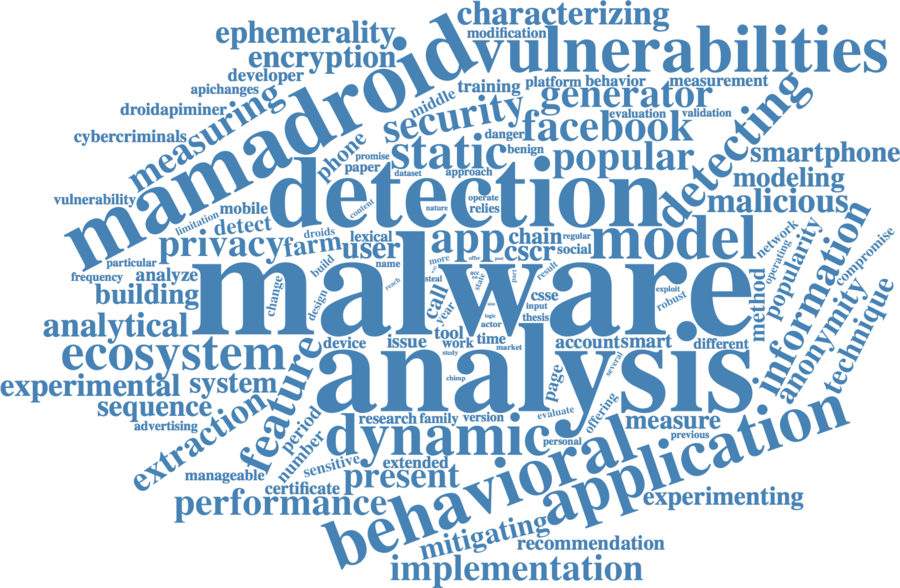 characterizing
ephemerality
modification
vulnerabilities
encryption
mamadroid
developer
apichanges
training
platform
behavior
measurement
measuring
middle
generator
droidapiminer
security
evaluation
validation
detecting
cybercriminals
phone
danger
facebook
static
benign
promise
popular
smartphone
paper
dataset
approach
detection
modeling
vulnerability
content
operate
malicious
mobile
nature
relies
limitation
detect
droids
privacy
farm
lexical
user
app
chain
regular
model
network
information
cscr
social
operating
popularity
compromise
particular
name
more
offer
post
frequency
analyze
build
malware
result
method
anonymity
change
reach
steal
acc
state
part
exploit
robust
building
design
call
csse
technique
year
input
logic
thesis
analytical
actor
tool
device
issue
work
time
account
smart
different
market
study
ecosystem
feature
analysis
several
experimental
system
chimp
page
sequence
extraction
evaluate
offering
advertising
period
research
family
version
measure
dynamic
personal
previous
number
behavioral
application
manageable
sensitive
extended
certificate
present
performance
experimenting
mitigating
recommendation
implementation